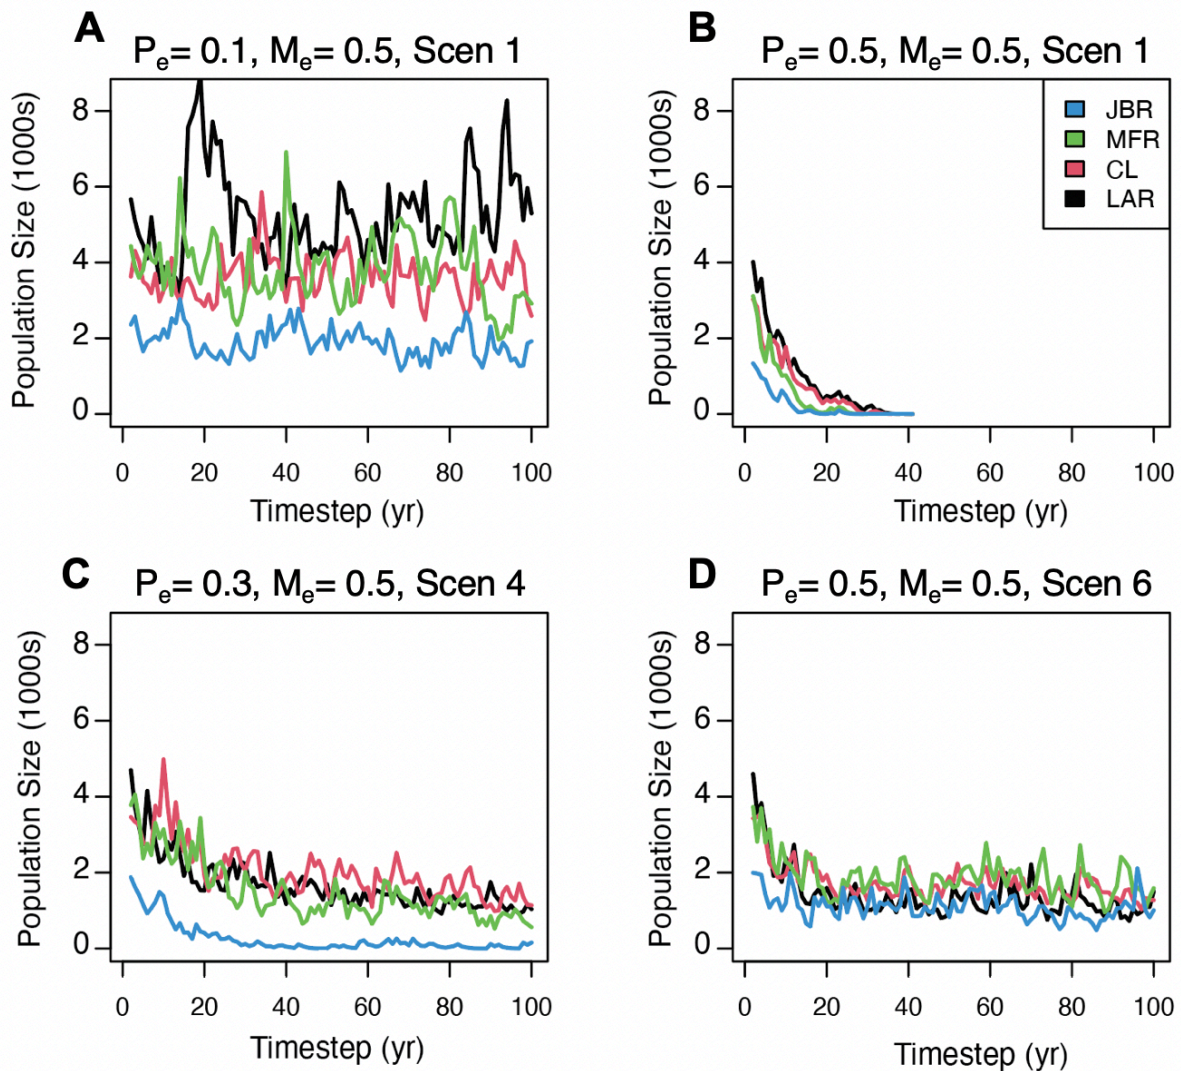 A
Pe= 0.1, Me= 0.5, Scen 1
Population Size (1000s)
8
6
4
2
0
0 20 40 60 80 100
Timestep (yr)
B
Pe= 0.5, Me= 0.5, Scen 1
Population Size (1000s)
8
6
4
2
0
JBR
MFR
CL
LAR
0 20 40 60 80 100
Timestep (yr)
C
Pe= 0.3, Me= 0.5, Scen 4
Population Size (1000s)
8
6
4
2
0
0 20 40 60 80 100
Timestep (yr)
D
Pe= 0.5, Me= 0.5, Scen 6
Population Size (1000s)
8
6
4
2
0
0 20 40 60 80 100
Timestep (yr)